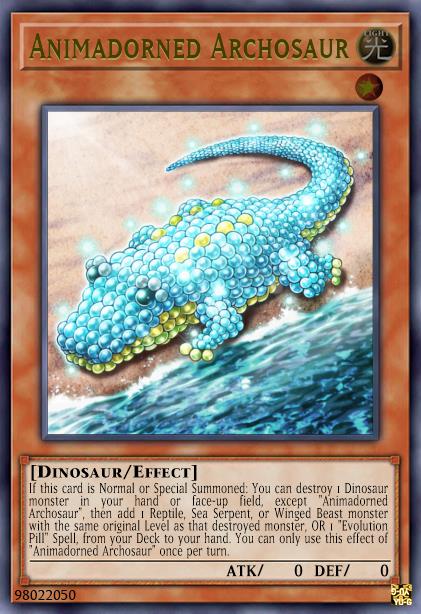 Animadorned Archosaur
LIGHT
光
[Dinosaur/Effect]
If this card is Normal or Special Summoned: You can destroy 1 Dinosaur
monster in your hand or face-up field, except "Animadorned
Archosaur", then add 1 Reptile, Sea Serpent, or Winged Beast monster
with the same original Level as that destroyed monster, OR 1 "Evolution
Pill" Spell, from your Deck to your hand. You can only use this effect of
"Animadorned Archosaur" once per turn.
ATK/ 0 DEF/ 0
98022050